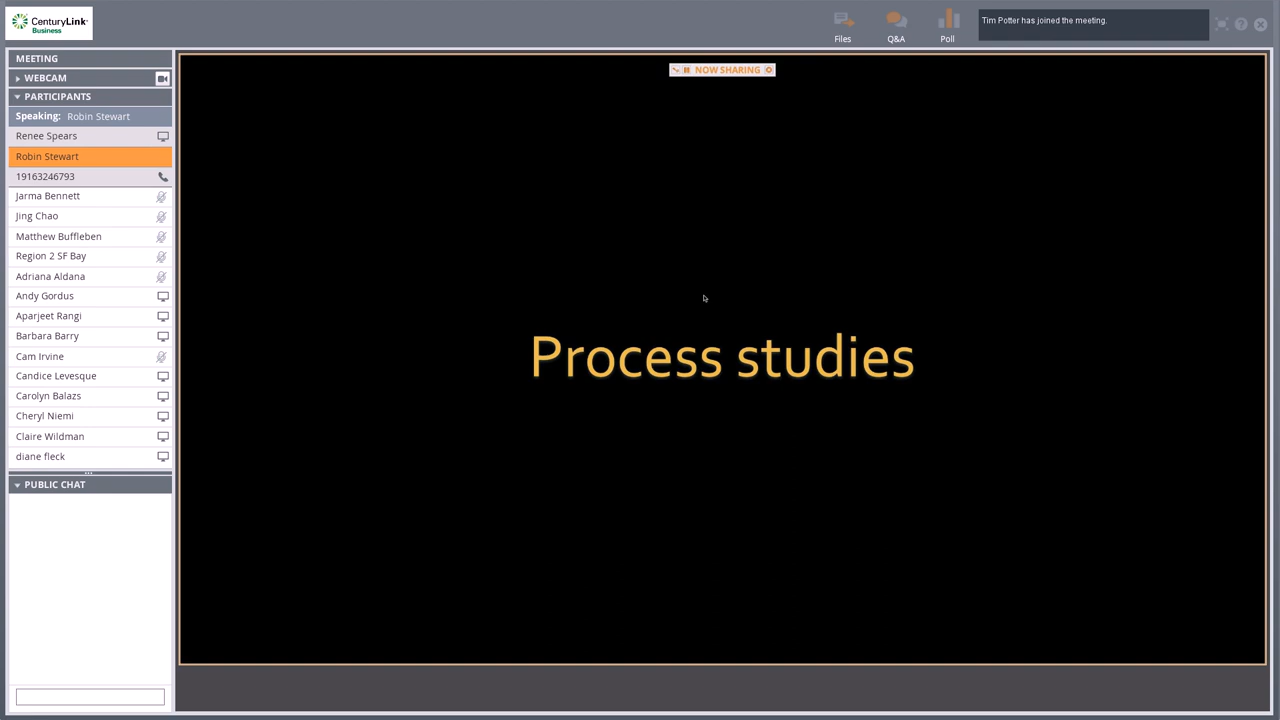 CenturyLink
Business
Files
Q&A
Poll
Tim Potter has joined the meeting.
MEETING
WEBCAM
PARTICIPANTS
Speaking: Robin Stewart
Renee Spears
Robin Stewart
19163246793
Jarma Bennett
Jing Chao
Matthew Buffleben
Region 2 SF Bay
Adriana Aldana
Andy Gordus
Aparjeet Rangi
Barbara Barry
Cam Irvine
Candice Levesque
Carolyn Balazs
Cheryl Niemi
Claire Wildman
diane fleck
PUBLIC CHAT
NOW SHARING
Process studies